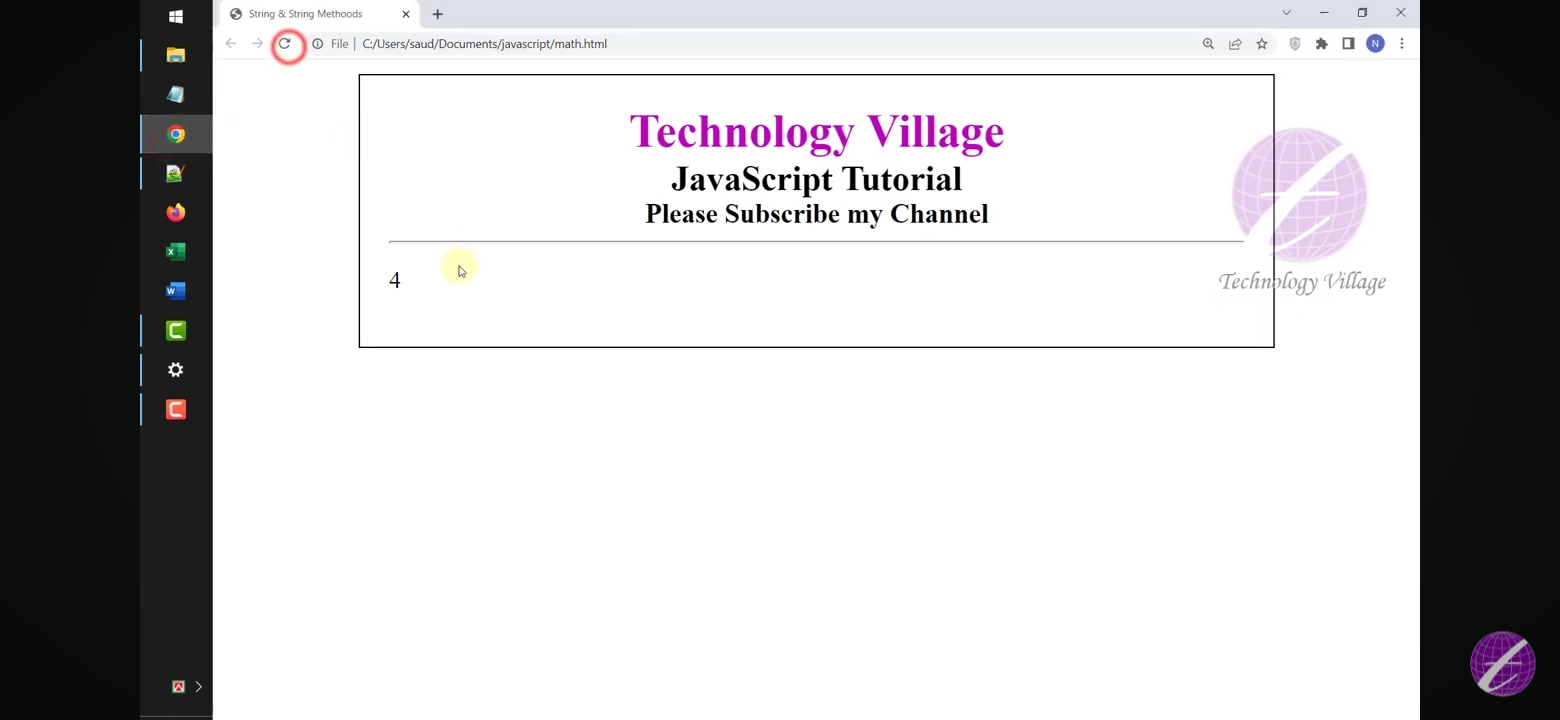 String & String Methoods
File
C:/Users/saud/Documents/javascript/math.html
N
Technology Village
JavaScript Tutorial
Please Subscribe my Channel
4
Technology Village